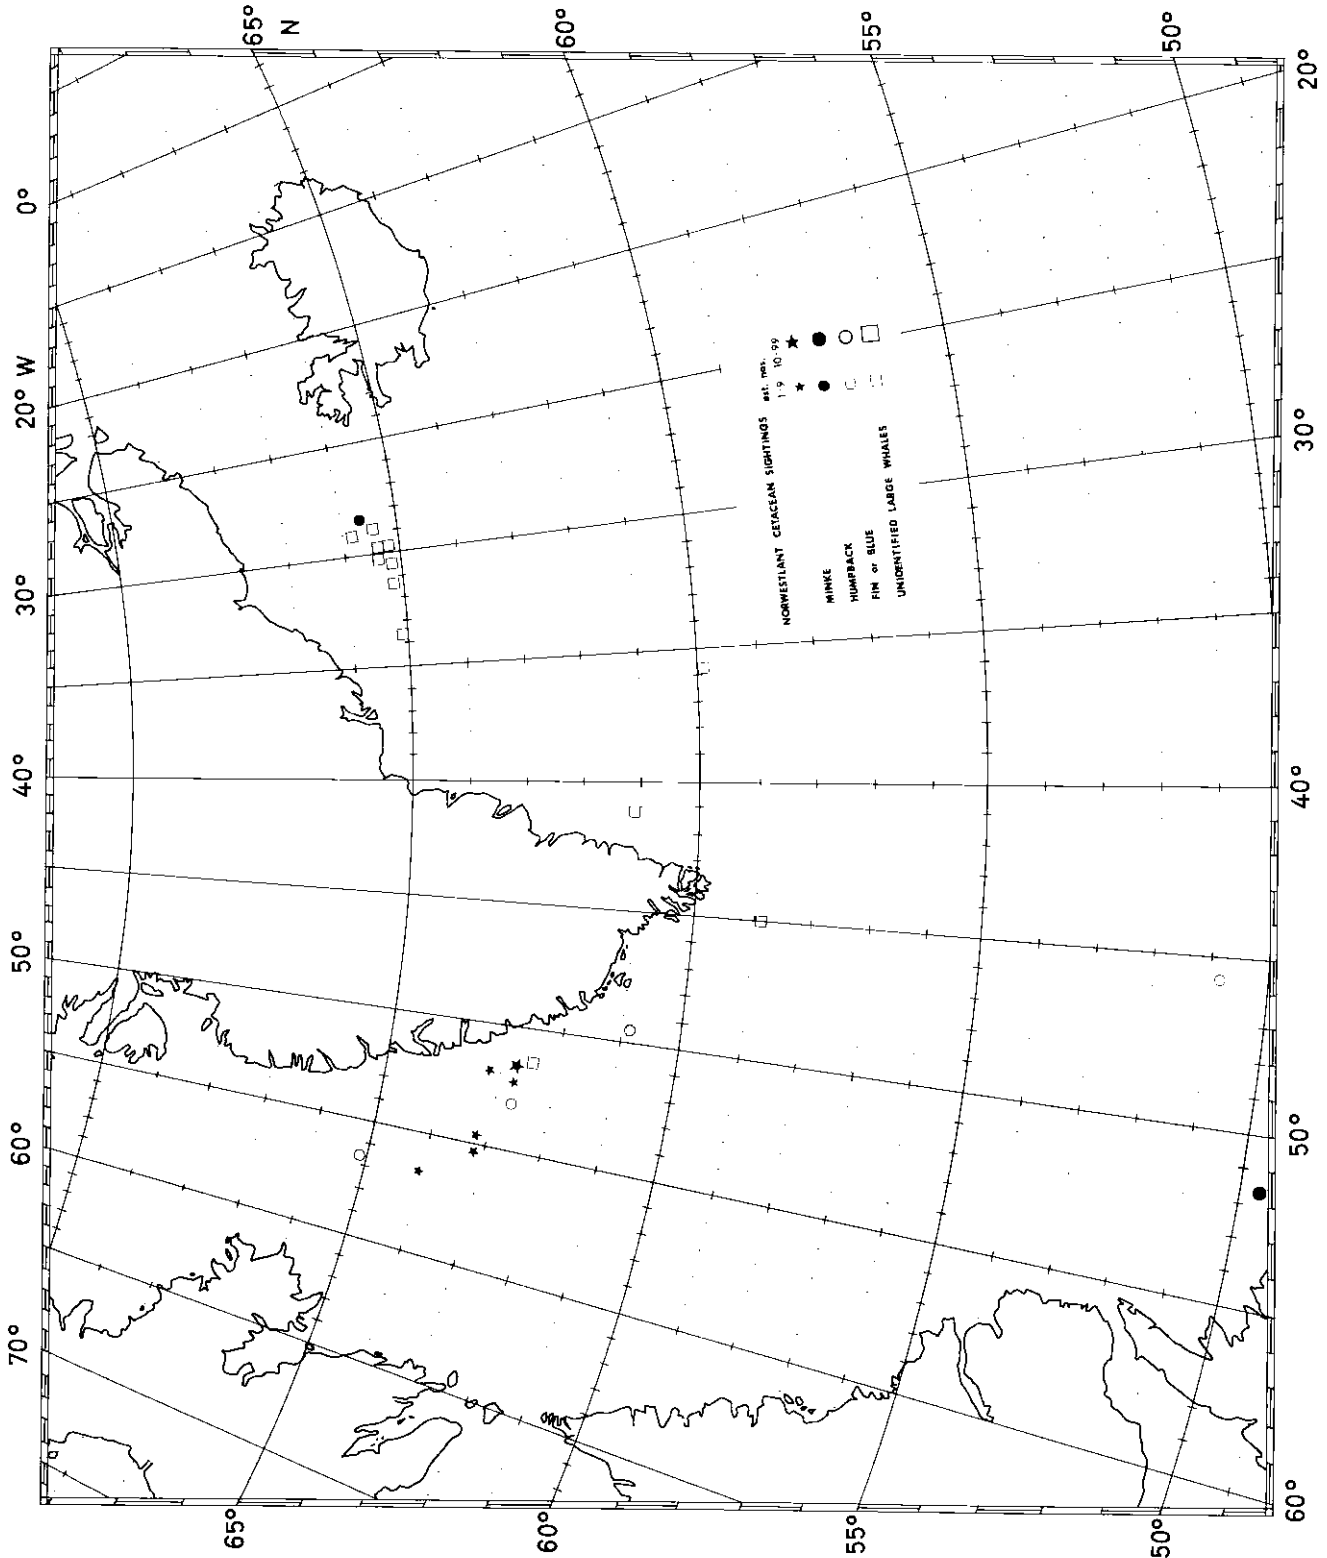 70°
60°
50°
40°
30°
20° W
0°
65°
N
60°
55°
50°
65°
60°
55°
50°
60°
50°
40°
30°
20°
NORWESTLANT CETACEAN SIGHTINGS est. nos.
1-9 10-99
MINKE
HUMPBACK
FIN or BLUE
UNIDENTIFIED LARGE WHALES